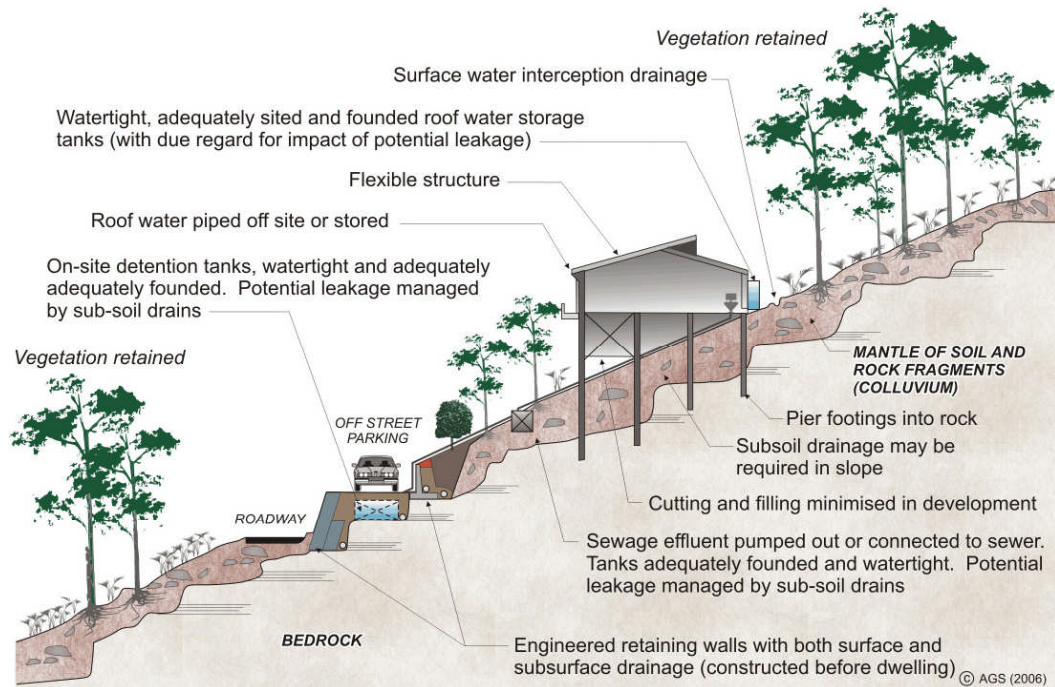 Vegetation retained
Surface water interception drainage
Watertight, adequately sited and founded roof water storage
tanks (with due regard for impact of potential leakage)
Flexible structure
Roof water piped off site or stored
On-site detention tanks, watertight and adequately
adequately founded.  Potential leakage managed
by sub-soil drains
Vegetation retained
OFF STREET
PARKING
ROADWAY
MANTLE OF SOIL AND
ROCK FRAGMENTS
(COLLUVIUM)
Pier footings into rock
Subsoil drainage may be
required in slope
Cutting and filling minimised in development
Sewage effluent pumped out or connected to sewer.
Tanks adequately founded and watertight.  Potential
leakage managed by sub-soil drains
BEDROCK
Engineered retaining walls with both surface and
subsurface drainage (constructed before dwelling)
© AGS (2006)